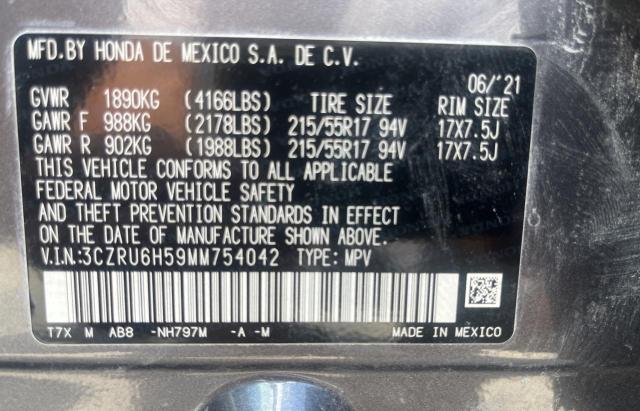 MFD.BY HONDA DE MEXICO S.A. DE C.V.
06/'21
GVWR 1890KG (4166LBS) TIRE SIZE RIM SIZE
GAWR F 988KG (2178LBS) 215/55R17 94V 17X7.5J
GAWR R 902KG (1988LBS) 215/55R17 94V 17X7.5J
THIS VEHICLE CONFORMS TO ALL APPLICABLE
FEDERAL MOTOR VEHICLE SAFETY
AND THEFT PREVENTION STANDARDS IN EFFECT
ON THE DATE OF MANUFACTURE SHOWN ABOVE.
V.I.N.:3CZRU6H59MM754042 TYPE: MPV
T7X M AB8 -NH797M -A -M
MADE IN MEXICO